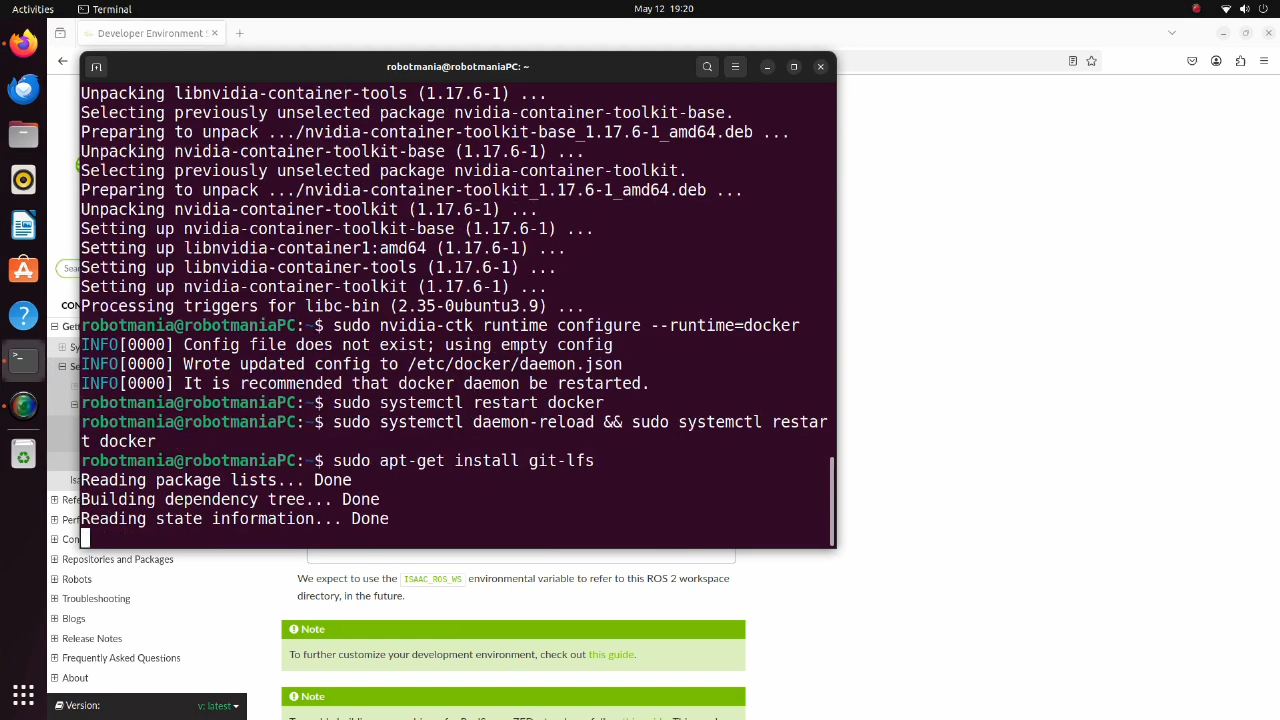 Activities
Terminal
May 12 19:20
Developer Environment
robotmania@robotmaniaPC: ~
Unpacking libnvidia-container-tools (1.17.6-1) ...
Selecting previously unselected package nvidia-container-toolkit-base.
Preparing to unpack .../nvidia-container-toolkit-base_1.17.6-1_amd64.deb ...
Unpacking nvidia-container-toolkit-base (1.17.6-1) ...
Selecting previously unselected package nvidia-container-toolkit.
Preparing to unpack .../nvidia-container-toolkit_1.17.6-1_amd64.deb ...
Unpacking nvidia-container-toolkit (1.17.6-1) ...
Setting up nvidia-container-toolkit-base (1.17.6-1) ...
Setting up libnvidia-container1:amd64 (1.17.6-1) ...
Setting up libnvidia-container-tools (1.17.6-1) ...
Setting up nvidia-container-toolkit (1.17.6-1) ...
Processing triggers for libc-bin (2.35-0ubuntu3.9) ...
robotmania@robotmaniaPC:~$ sudo nvidia-ctk runtime configure --runtime=docker
INFO[0000] Config file does not exist; using empty config
INFO[0000] Wrote updated config to /etc/docker/daemon.json
INFO[0000] It is recommended that docker daemon be restarted.
robotmania@robotmaniaPC:~$ sudo systemctl restart docker
robotmania@robotmaniaPC:~$ sudo systemctl daemon-reload && sudo systemctl restar
t docker
robotmania@robotmaniaPC:~$ sudo apt-get install git-lfs
Reading package lists... Done
Building dependency tree... Done
Reading state information... Done
Sear
CON
Get
Sy
Se
Isa
Refe
Perf
Con
Repositories and Packages
Robots
Troubleshooting
Blogs
Release Notes
Frequently Asked Questions
About
Version:
v: latest
We expect to use the ISAAC_ROS_WS environmental variable to refer to this ROS 2 workspace
directory, in the future.
Note
To further customize your development environment, check out this guide.
Note